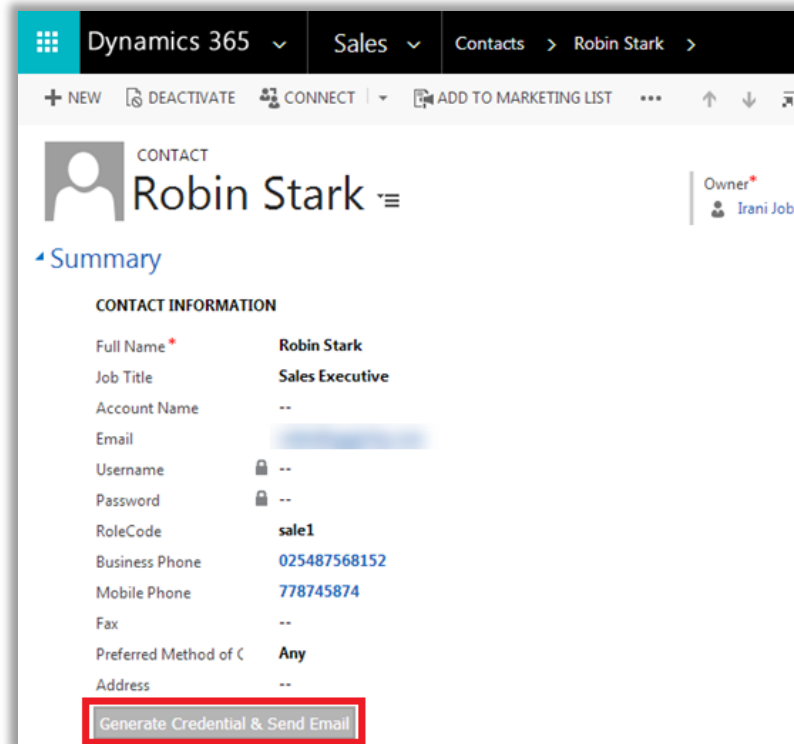 Dynamics 365 Sales Contacts > Robin Stark >
NEW DEACTIVATE CONNECT ADD TO MARKETING LIST ...
CONTACT
Robin Stark
Owner*
Irani Job
Summary
CONTACT INFORMATION
Full Name* Robin Stark
Job Title Sales Executive
Account Name --
Email
Username --
Password --
RoleCode sale1
Business Phone 025487568152
Mobile Phone 778745874
Fax --
Preferred Method of C Any
Address --
Generate Credential & Send Email